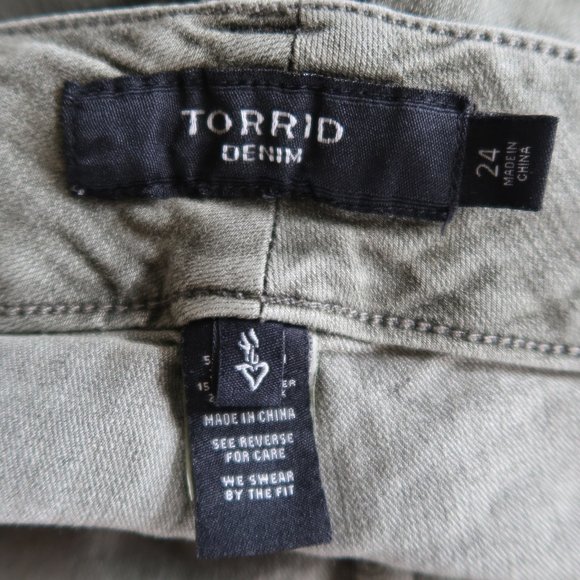 TORRID
DENIM
24
MADE IN
CHINA
MADE IN CHINA
SEE REVERSE
FOR CARE
WE SWEAR
BY THE FIT